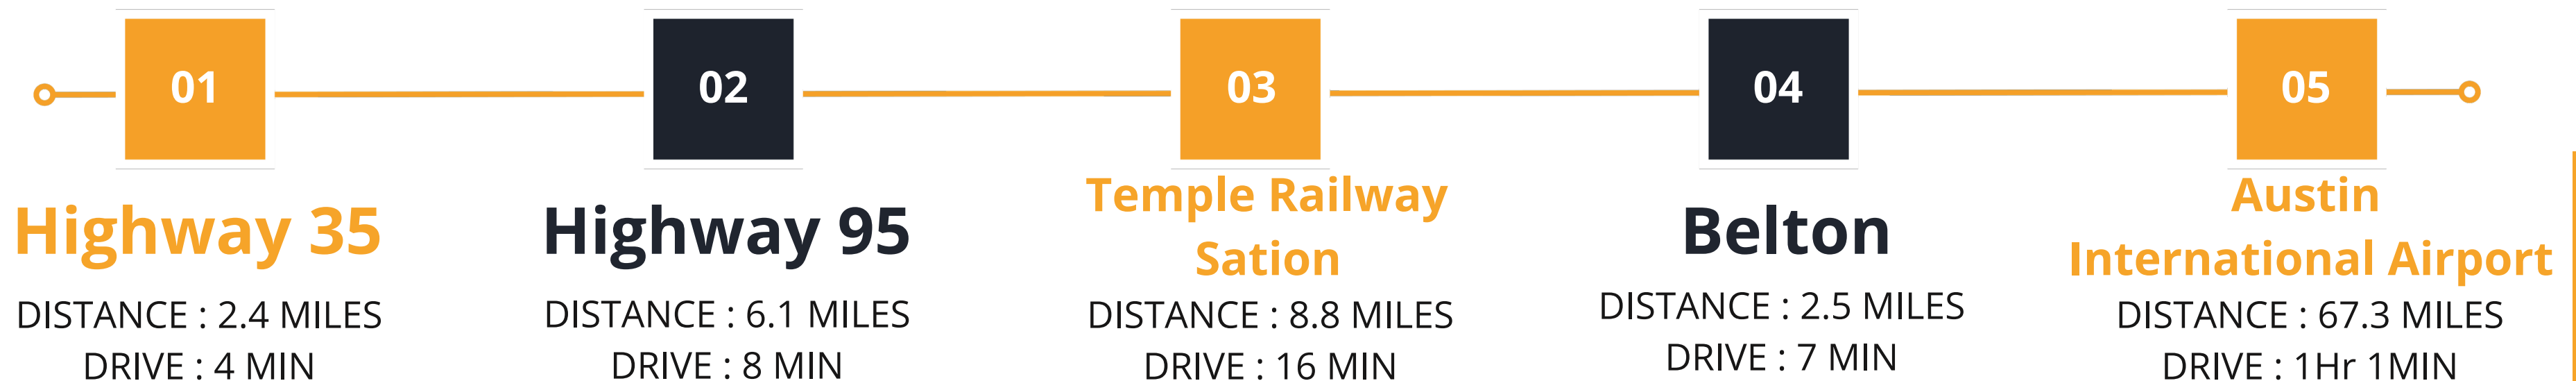 01
Highway 35
DISTANCE : 2.4 MILES
DRIVE : 4 MIN
02
Highway 95
DISTANCE : 6.1 MILES
DRIVE : 8 MIN
03
Temple Railway
Sation
DISTANCE : 8.8 MILES
DRIVE : 16 MIN
04
Belton
DISTANCE : 2.5 MILES
DRIVE : 7 MIN
05
Austin
International Airport
DISTANCE : 67.3 MILES
DRIVE : 1Hr 1MIN